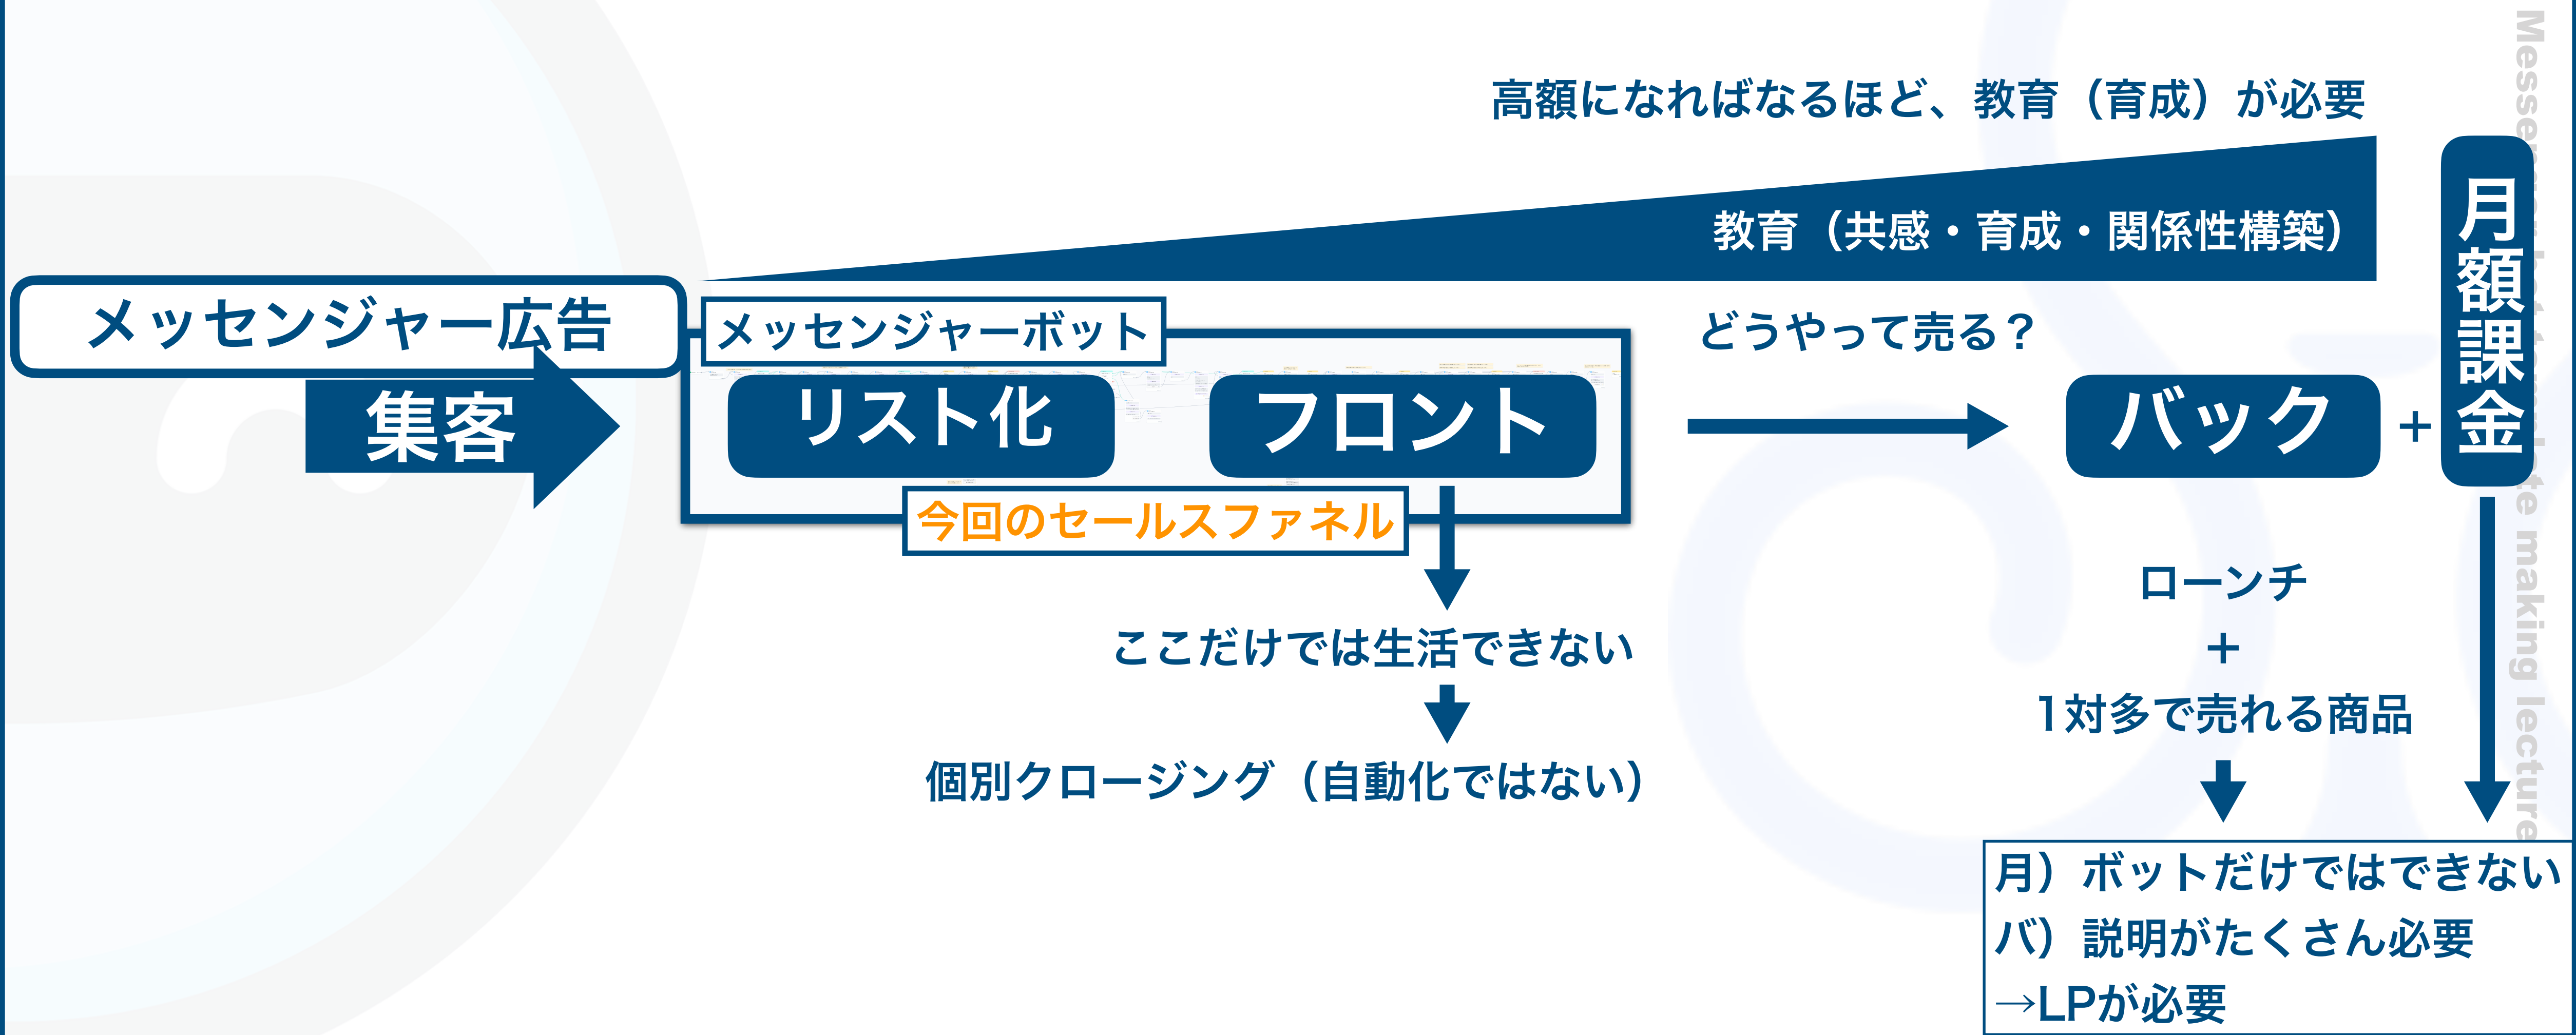 高額になればなるほど、教育（育成）が必要
教育（共感・育成・関係性構築）
月額課金
メッセンジャー広告
メッセンジャーボット
どうやって売る？
集客
リスト化
フロント
バック
+
今回のセールスファネル
ここだけでは生活できない
個別クロージング（自動化ではない）
ローンチ
+
1対多で売れる商品
月）ボットだけではできない
バ）説明がたくさん必要
→LPが必要